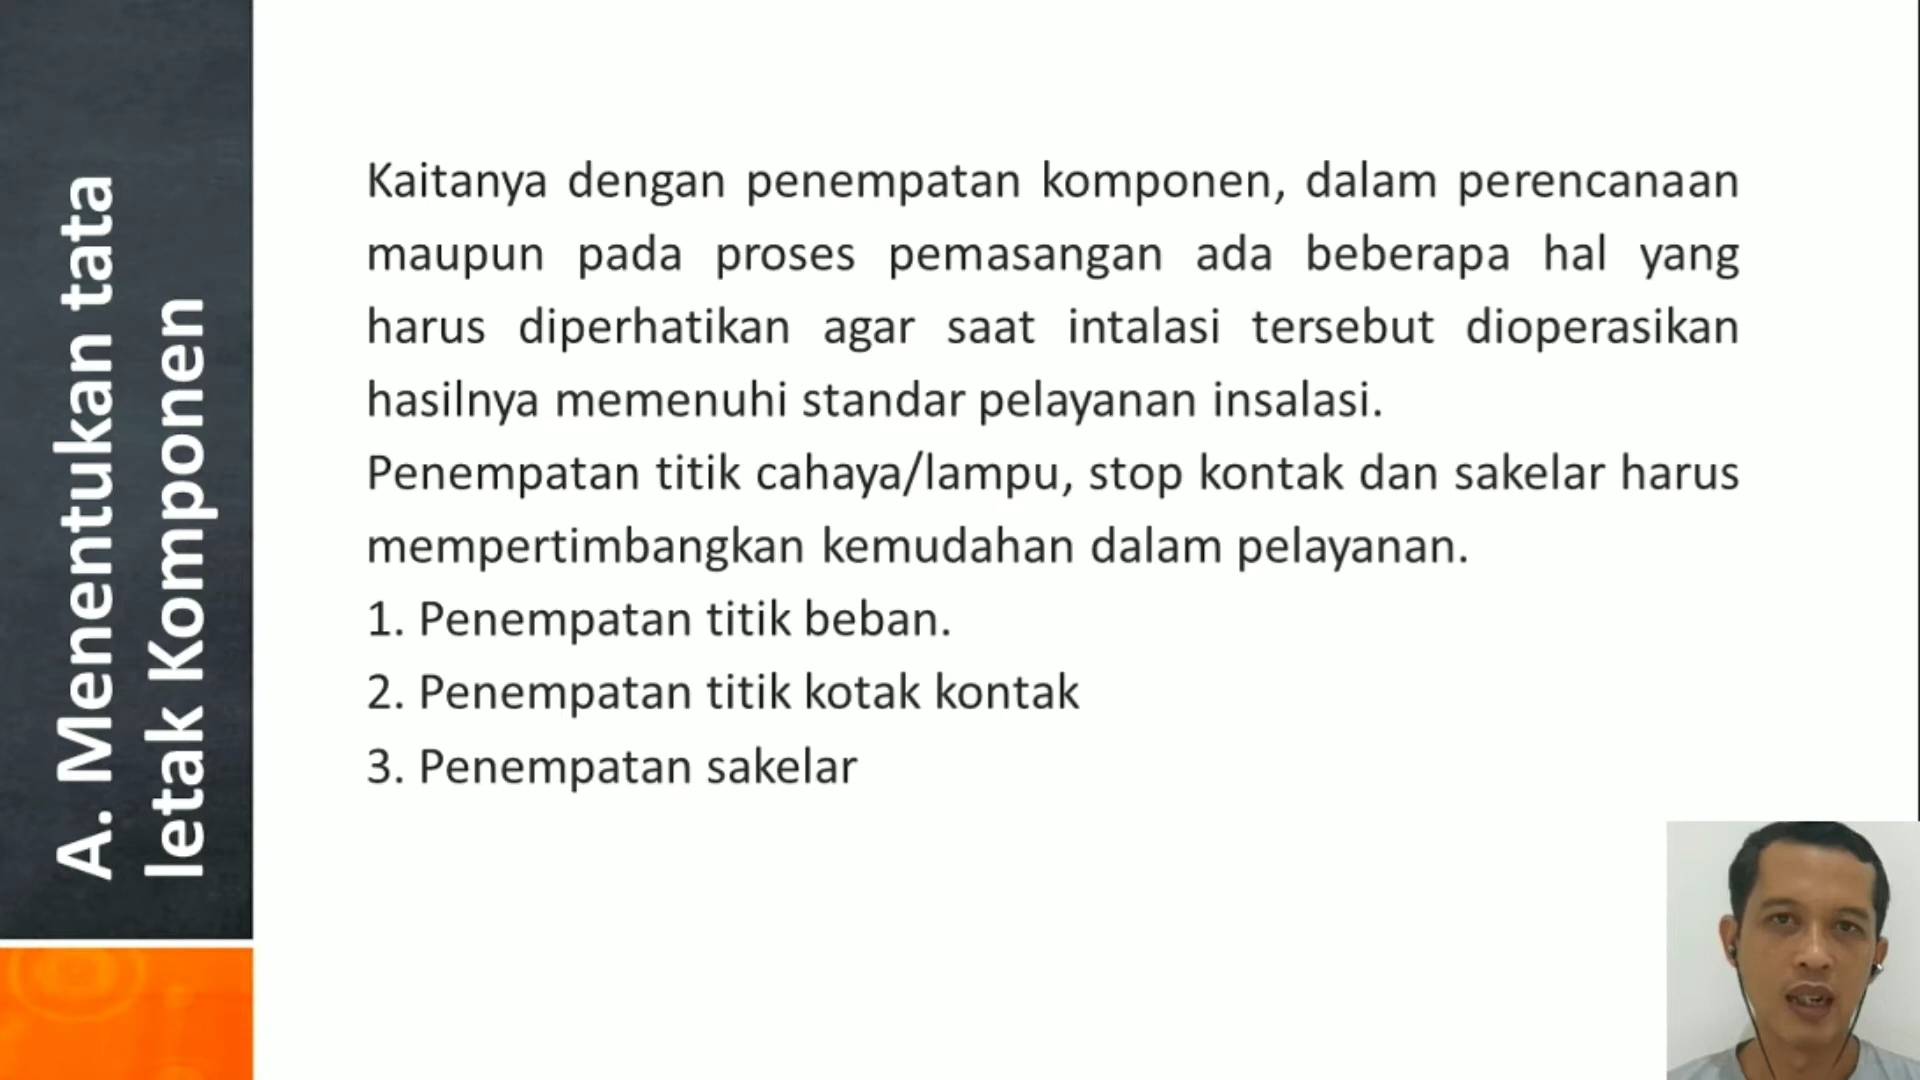 A. Menentukan tata
letak Komponen
Kaitanya dengan penempatan komponen, dalam perencanaan
maupun pada proses pemasangan ada beberapa hal yang
harus diperhatikan agar saat intalasi tersebut dioperasikan
hasilnya memenuhi standar pelayanan insalasi.
Penempatan titik cahaya/lampu, stop kontak dan sakelar harus
mempertimbangkan kemudahan dalam pelayanan.
1. Penempatan titik beban.
2. Penempatan titik kotak kontak
3. Penempatan sakelar